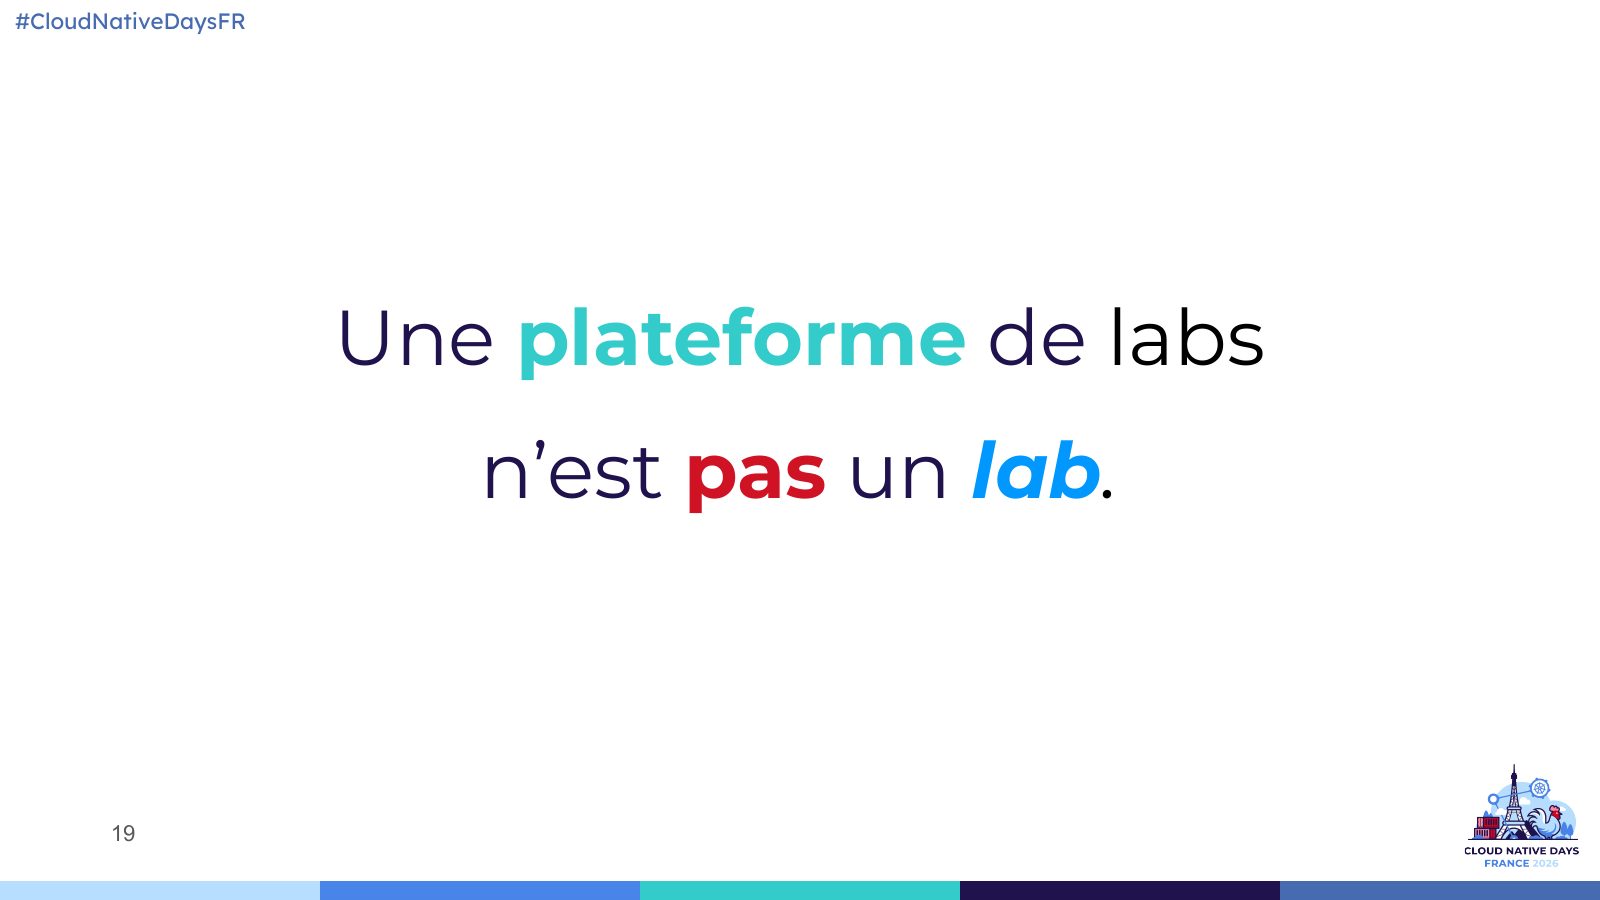 #CloudNativeDaysFR
Une plateforme de labs
n’est pas un lab.
19
CLOUD NATIVE DAYS
FRANCE 2026